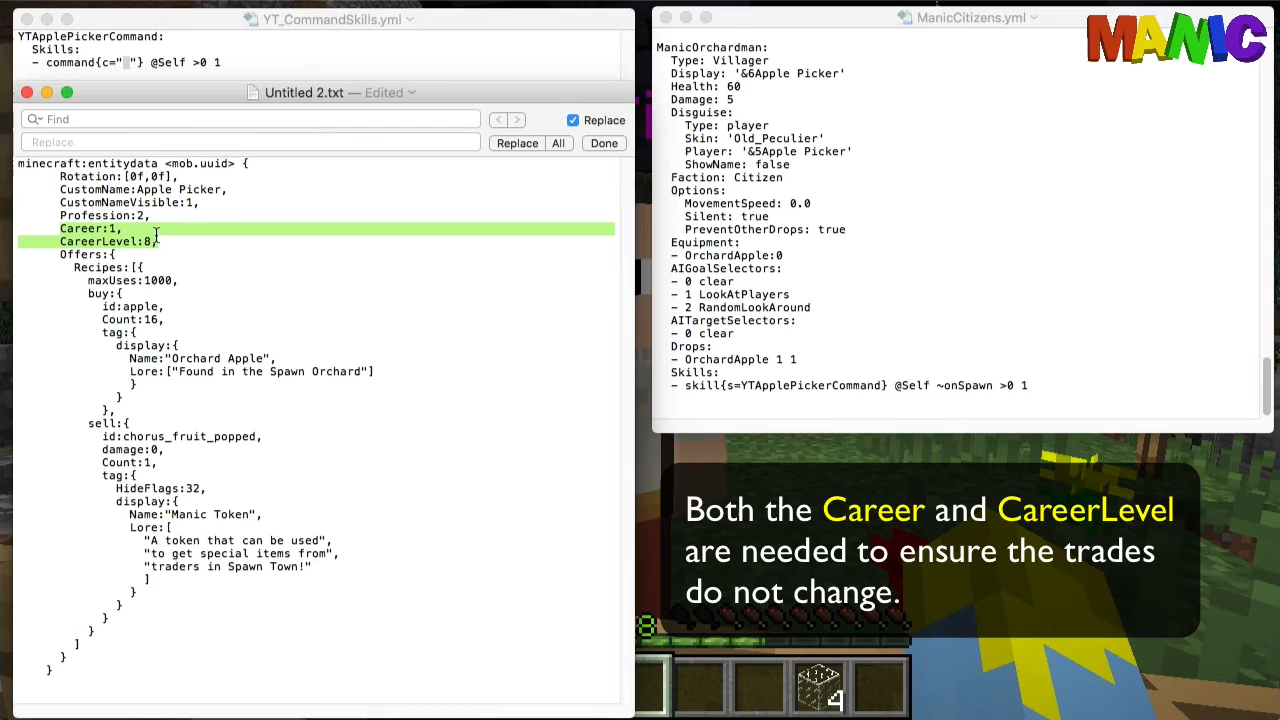 YT_CommandSkills.yml
YTApplePickerCommand:
Skills:
- command{c=" "} @Self >0 1
Untitled 2.txt — Edited
Find
Replace
Replace
Replace
All
Done
minecraft:entitydata <mob.uuid> {
Rotation:[0f,0f],
CustomName:Apple Picker,
CustomNameVisible:1,
Profession:2,
Career:1,
CareerLevel:8,
Offers:{
Recipes:[{
maxUses:1000,
buy:{
id:apple,
Count:16,
tag:{
display:{
Name:"Orchard Apple",
Lore:["Found in the Spawn Orchard"]
}
}
},
sell:{
id:chorus_fruit_popped,
damage:0,
Count:1,
tag:{
HideFlags:32,
display:{
Name:"Manic Token",
Lore:[
"A token that can be used",
"to get special items from",
"traders in Spawn Town!"
]
}
}
}
}
]
}
}
ManicCitizens.yml
MANIC
ManicOrchardman:
Type: Villager
Display: '&6Apple Picker'
Health: 60
Damage: 5
Disguise:
Type: player
Skin: 'Old_Peculier'
Player: '&5Apple Picker'
ShowName: false
Faction: Citizen
Options:
MovementSpeed: 0.0
Silent: true
PreventOtherDrops: true
Equipment:
- OrchardApple:0
AIGoalSelectors:
- 0 clear
- 1 LookAtPlayers
- 2 RandomLookAround
AITargetSelectors:
- 0 clear
Drops:
- OrchardApple 1 1
Skills:
- skill{s=YTApplePickerCommand} @Self ~onSpawn >0 1
Both the Career and CareerLevel
are needed to ensure the trades
do not change.
8
4